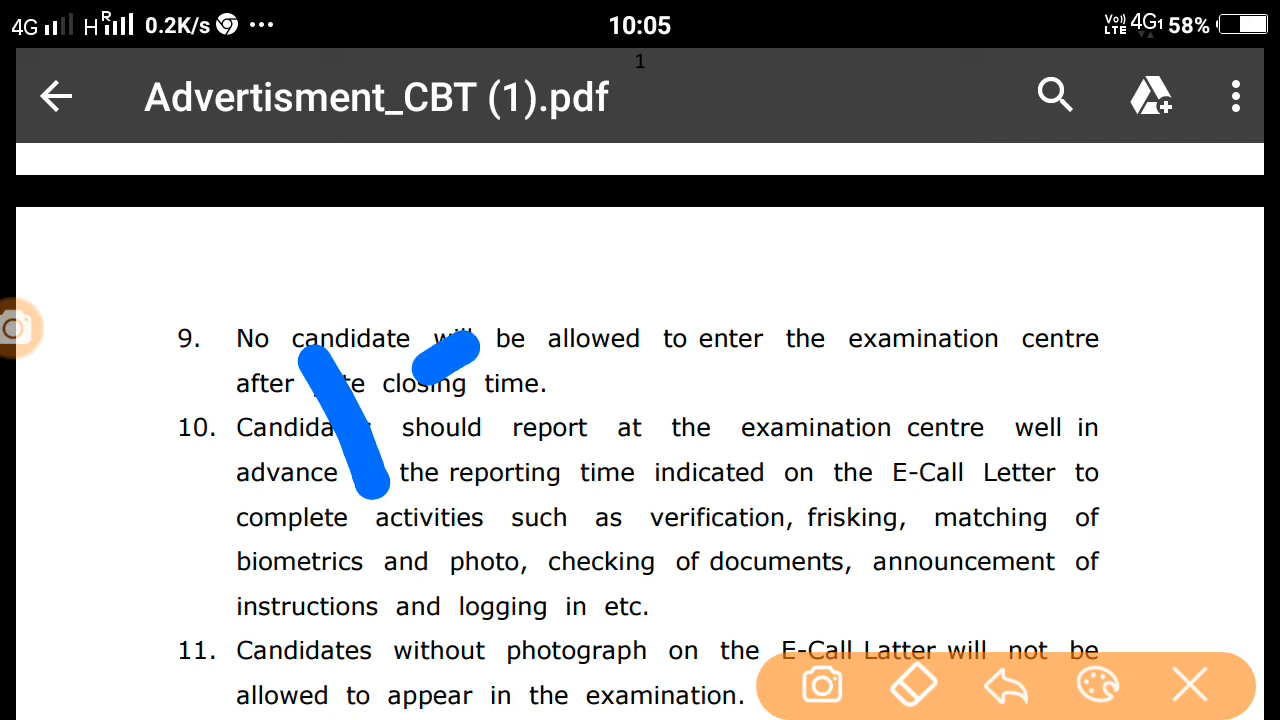 4G H R 0.2K/s 10:05 Vo) LTE 4G1 58%
1
Advertisment_CBT (1).pdf
9. No candidate will be allowed to enter the examination centre
after closing time.
10. should report at the examination centre well in
advance the reporting time indicated on the E-Call Letter to
complete activities such as verification, frisking, matching of
biometrics and photo, checking of documents, announcement of
instructions and logging in etc.
11. Candidates without photograph on the E-Call Latter will not be
allowed to appear in the examination.